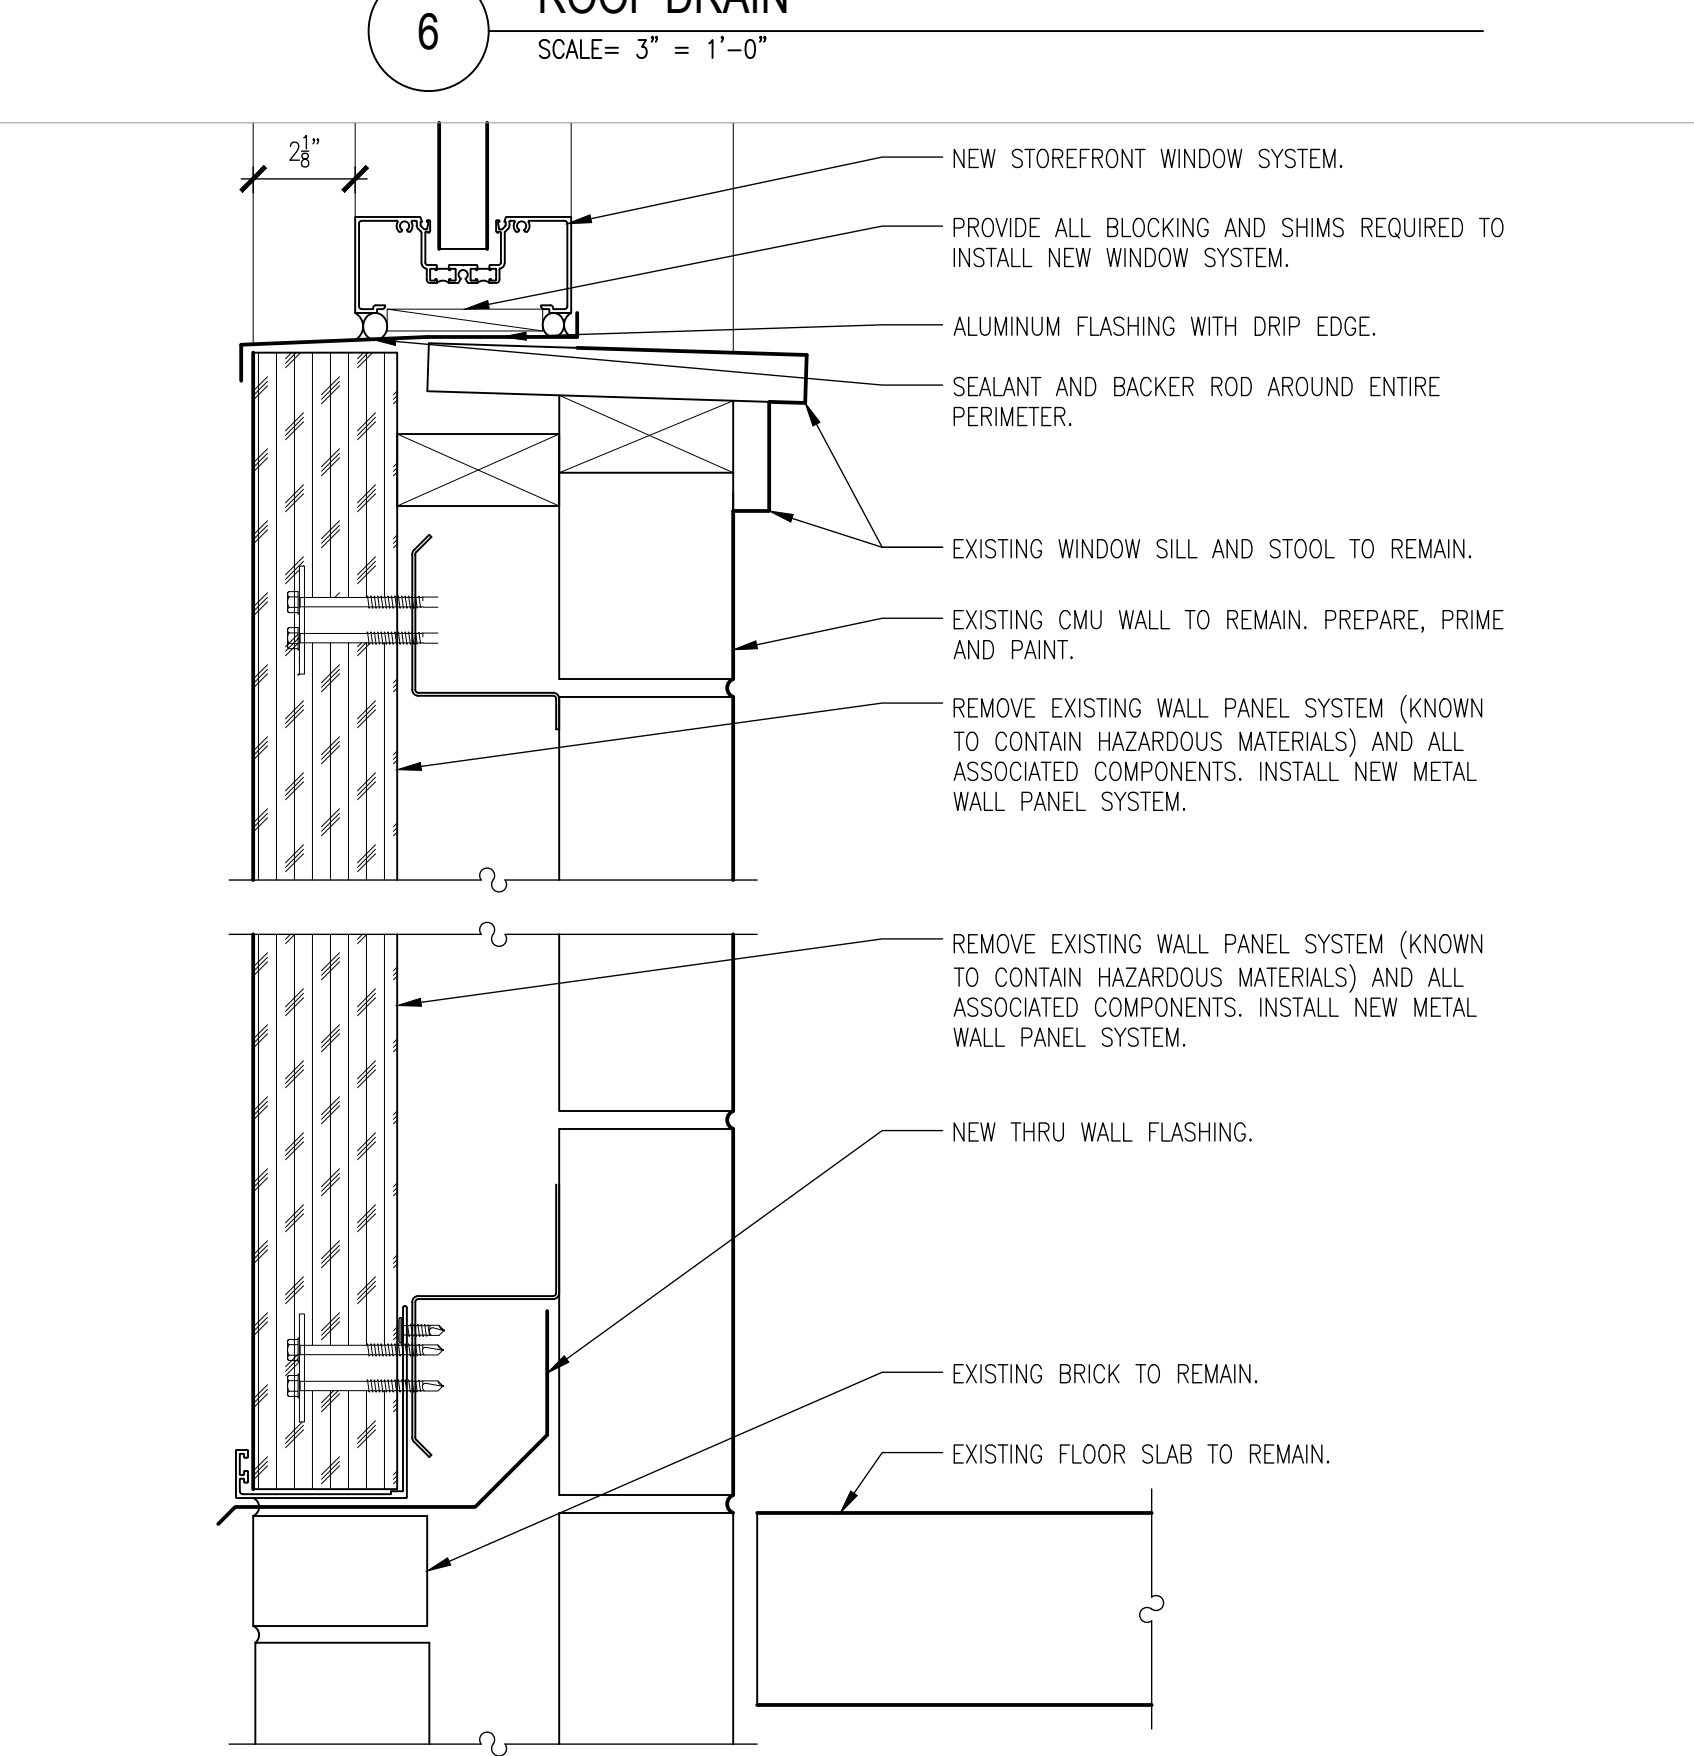 ROOF DRAIN
6
SCALE= 3" = 1'-0"
2 1/8"
NEW STOREFRONT WINDOW SYSTEM.
PROVIDE ALL BLOCKING AND SHIMS REQUIRED TO
INSTALL NEW WINDOW SYSTEM.
ALUMINUM FLASHING WITH DRIP EDGE.
SEALANT AND BACKER ROD AROUND ENTIRE
PERIMETER.
EXISTING WINDOW SILL AND STOOL TO REMAIN.
EXISTING CMU WALL TO REMAIN. PREPARE, PRIME
AND PAINT.
REMOVE EXISTING WALL PANEL SYSTEM (KNOWN
TO CONTAIN HAZARDOUS MATERIALS) AND ALL
ASSOCIATED COMPONENTS. INSTALL NEW METAL
WALL PANEL SYSTEM.
REMOVE EXISTING WALL PANEL SYSTEM (KNOWN
TO CONTAIN HAZARDOUS MATERIALS) AND ALL
ASSOCIATED COMPONENTS. INSTALL NEW METAL
WALL PANEL SYSTEM.
NEW THRU WALL FLASHING.
EXISTING BRICK TO REMAIN.
EXISTING FLOOR SLAB TO REMAIN.